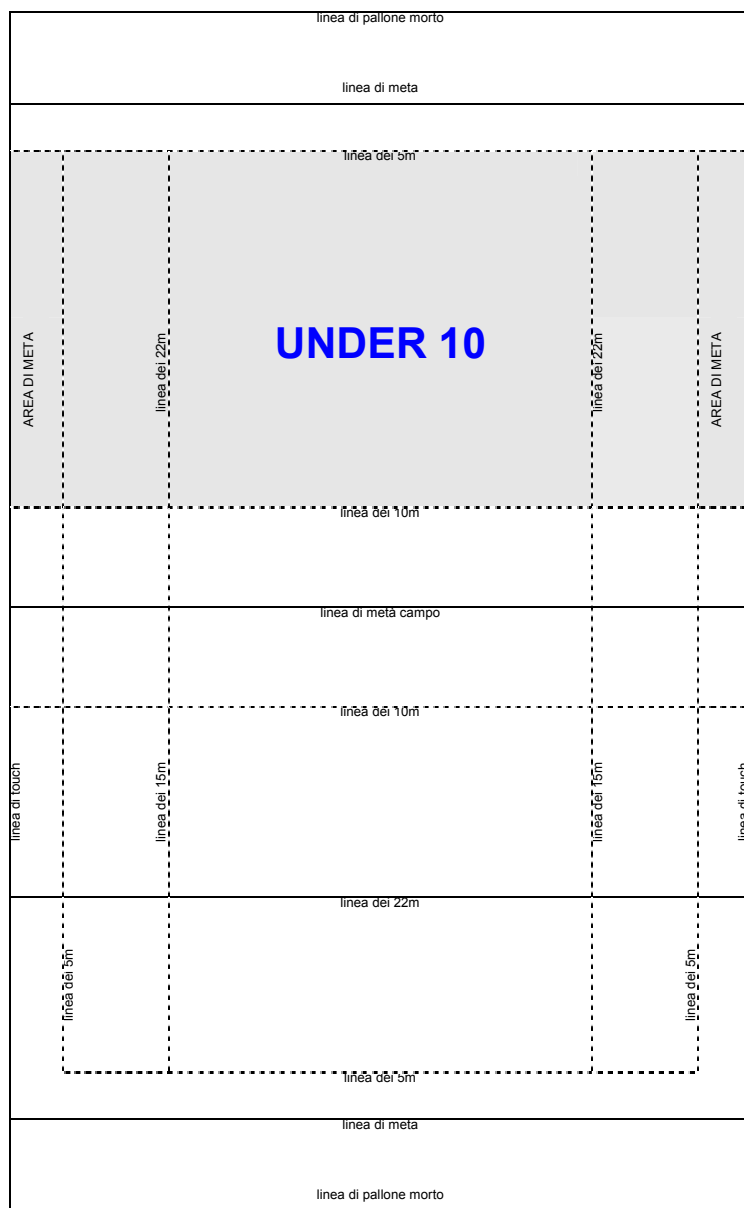 linea di pallone morto
linea di meta
linea dei 5m
AREA DI META
linea dei 22m
UNDER 10
linea dei 22m
AREA DI META
linea dei 10m
linea di metà campo
linea dei 10m
linea di touch
linea dei 15m
linea dei 15m
linea di touch
linea dei 22m
linea dei 5m
linea dei 5m
linea dei 5m
linea di meta
linea di pallone morto